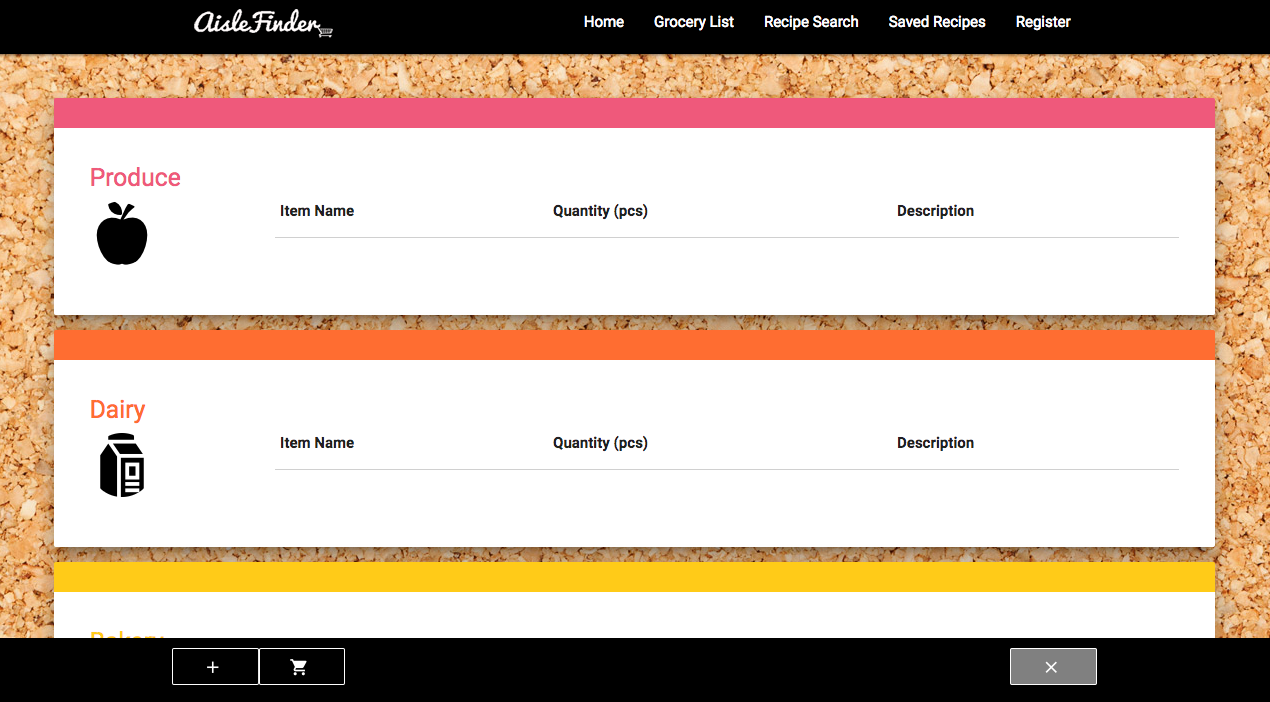 AisleFinder
Home Grocery List Recipe Search Saved Recipes Register
Produce
Item Name Quantity (pcs) Description
Dairy
Item Name Quantity (pcs) Description
Bakery